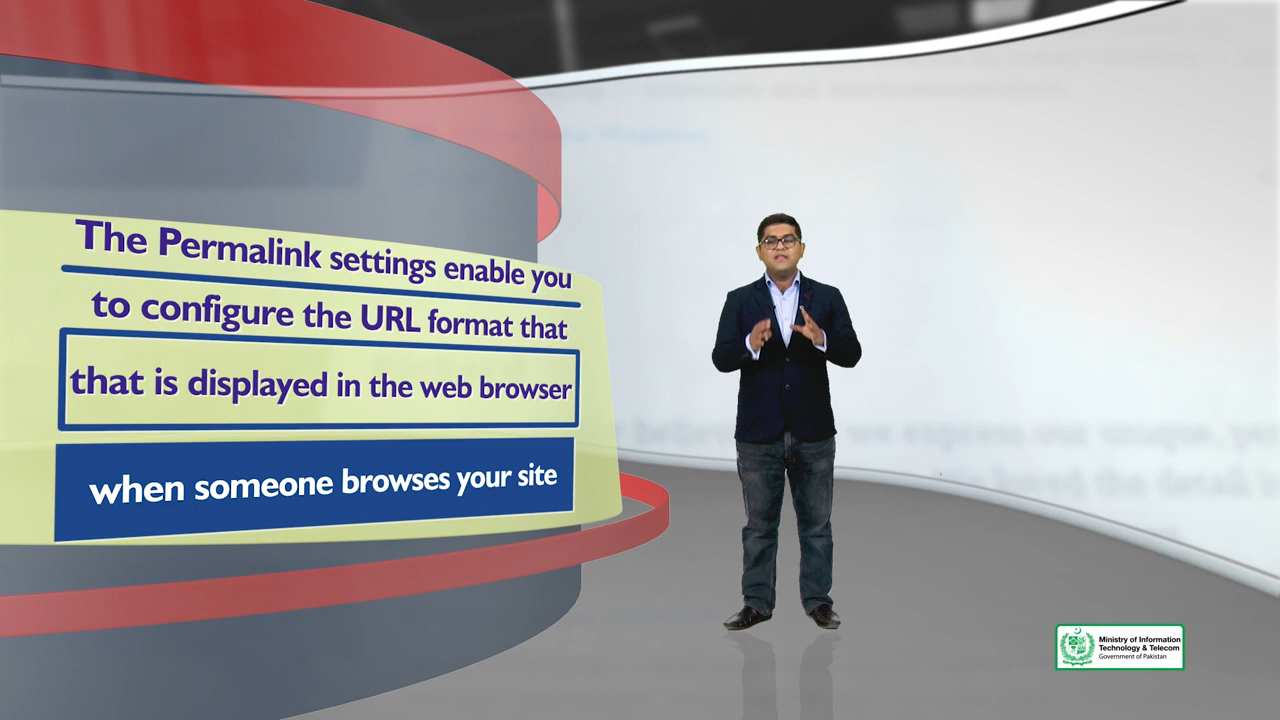 The Permalink settings enable you
to configure the URL format that
that is displayed in the web browser
when someone browses your site
Ministry of Information
Technology & Telecom
Government of Pakistan